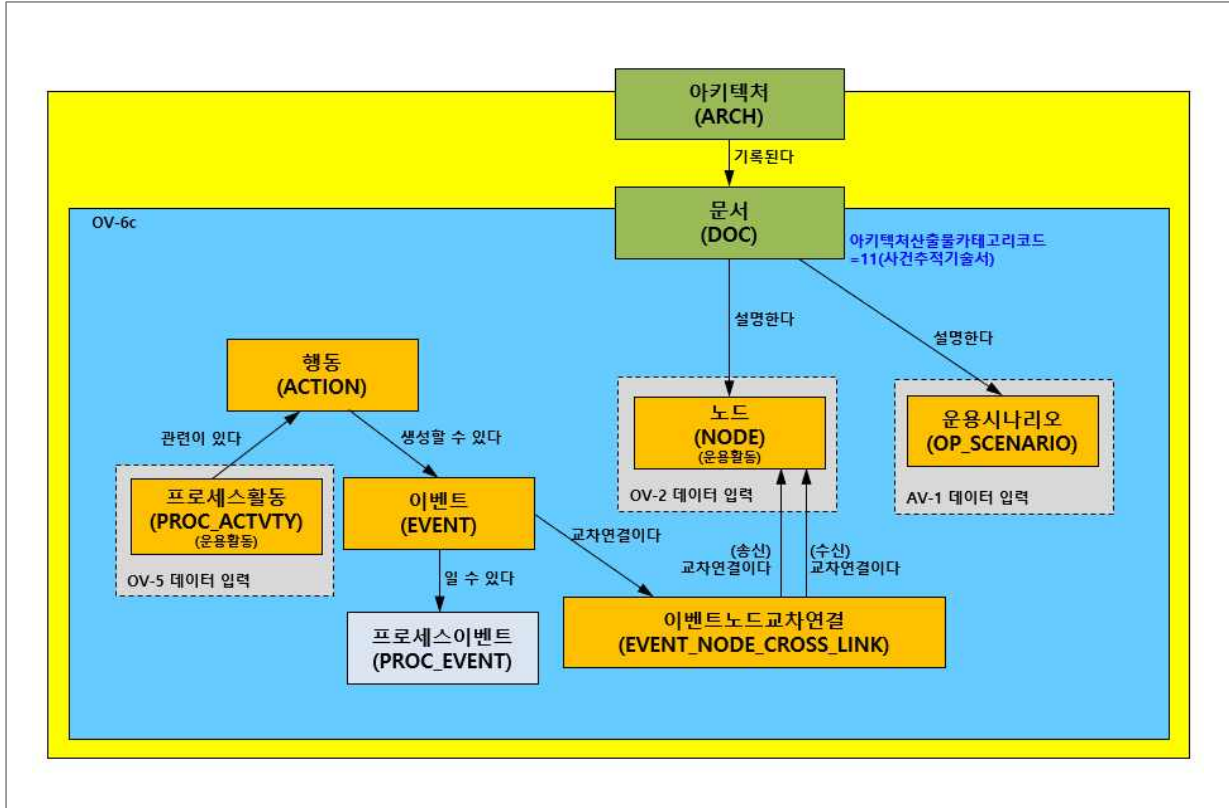 아키텍처
(ARCH)
기록된다
문서
(DOC)
OV-6c
아키텍처산출물카테고리코드
=11(사건추적기술서)
설명한다
설명한다
행동
(ACTION)
관련이 있다
생성할 수 있다
노드
(NODE)
(운용활동)
OV-2 데이터 입력
운용시나리오
(OP_SCENARIO)
AV-1 데이터 입력
프로세스활동
(PROC_ACTVTY)
(운용활동)
OV-5 데이터 입력
이벤트
(EVENT)
교차연결이다
(송신)
교차연결이다
(수신)
교차연결이다
일 수 있다
프로세스이벤트
(PROC_EVENT)
이벤트노드교차연결
(EVENT_NODE_CROSS_LINK)